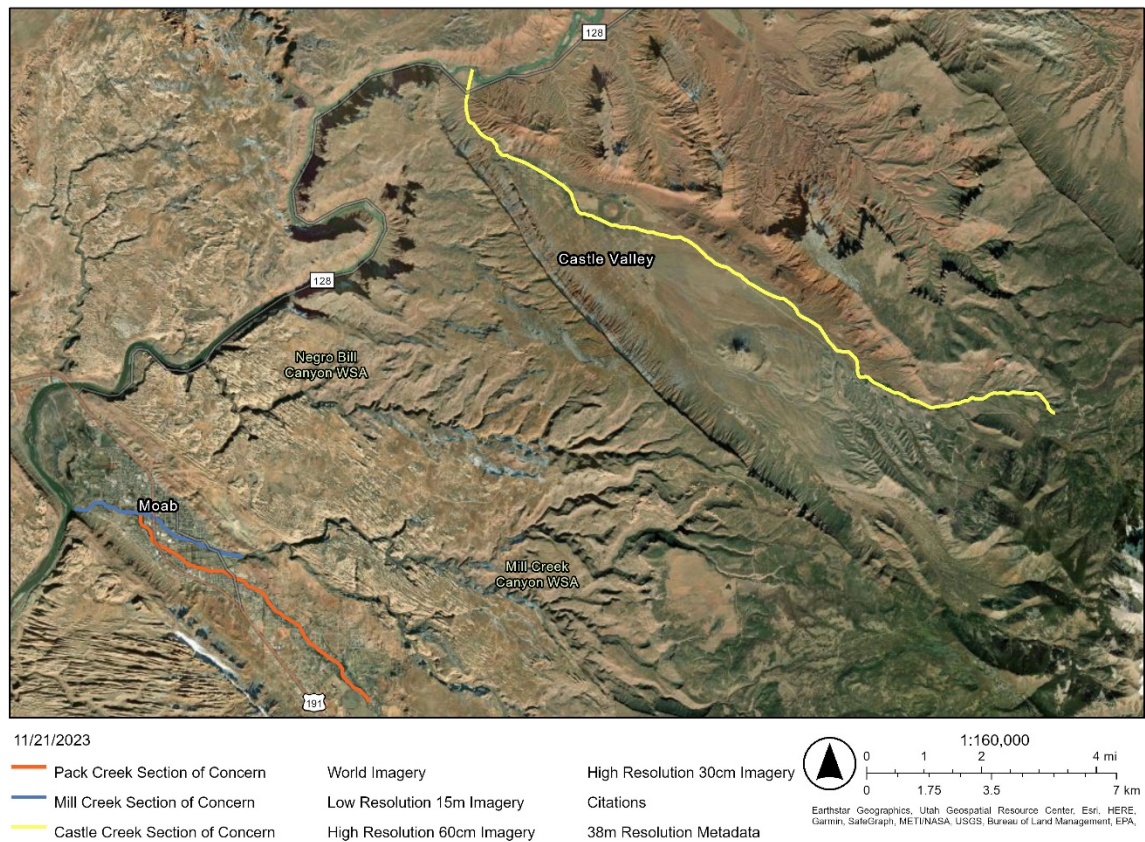 128
128
Castle Valley
Negro Bill
Canyon WSA
Moab
Mill Creek
Canyon WSA
191
11/21/2023
Pack Creek Section of Concern
Mill Creek Section of Concern
Castle Creek Section of Concern
World Imagery
Low Resolution 15m Imagery
High Resolution 60cm Imagery
High Resolution 30cm Imagery
Citations
38m Resolution Metadata
1:160,000
0 1 2 4 mi
0 1.75 3.5 7 km
Earthstar Geographics, Utah Geospatial Resource Center, Esri, HERE,
Garmin, SafeGraph, METI/NASA, USGS, Bureau of Land Management, EPA,